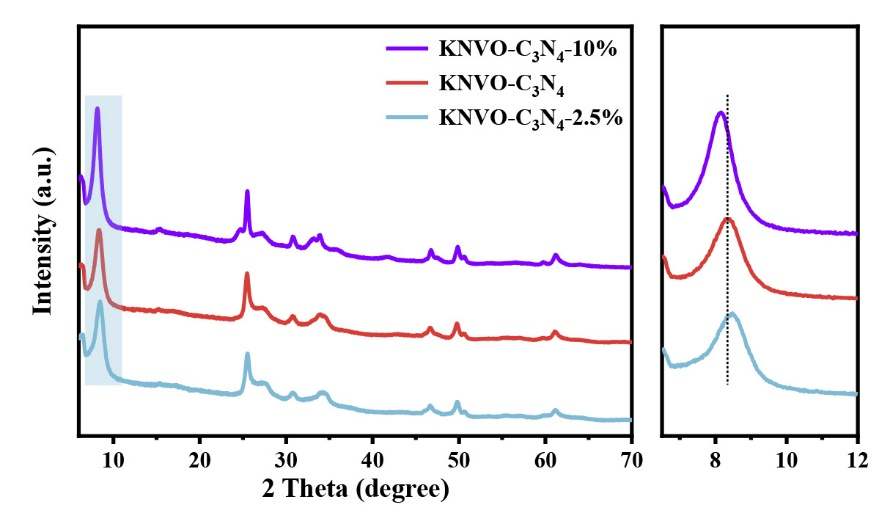 KNVO-C₃N₄-10%
KNVO-C₃N₄
KNVO-C₃N₄-2.5%
Intensity (a.u.)
10 20 30 40 50 60 70
8 10 12
2 Theta (degree)